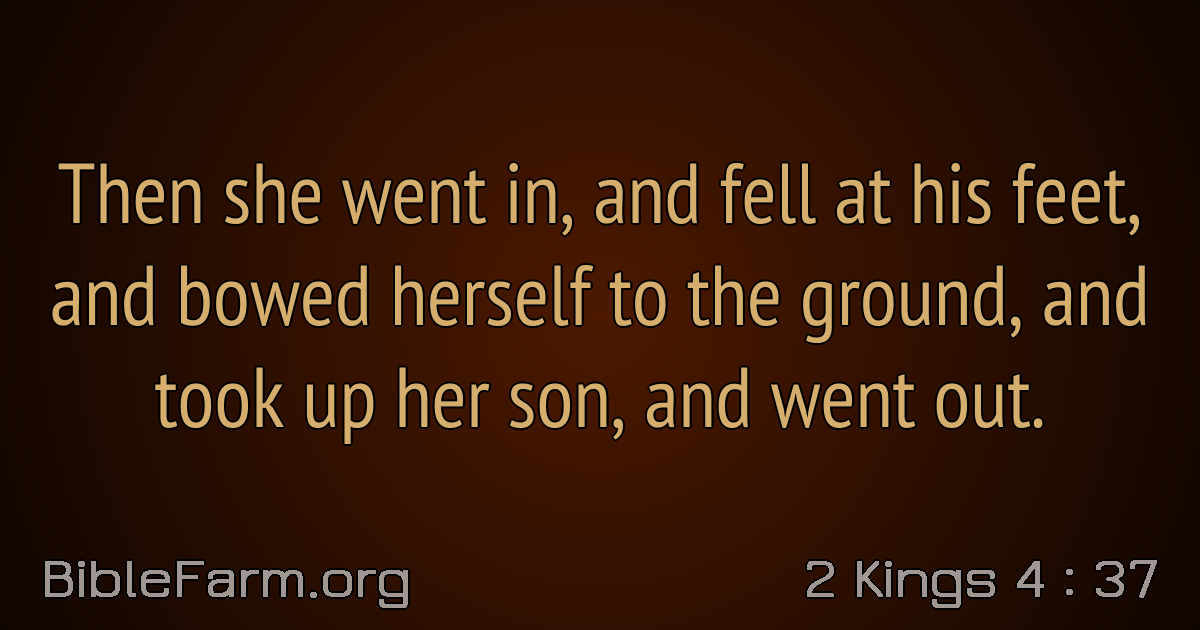 Then she went in, and fell at his feet,
and bowed herself to the ground, and
took up her son, and went out.
BibleFarm.org
2 Kings 4 : 37